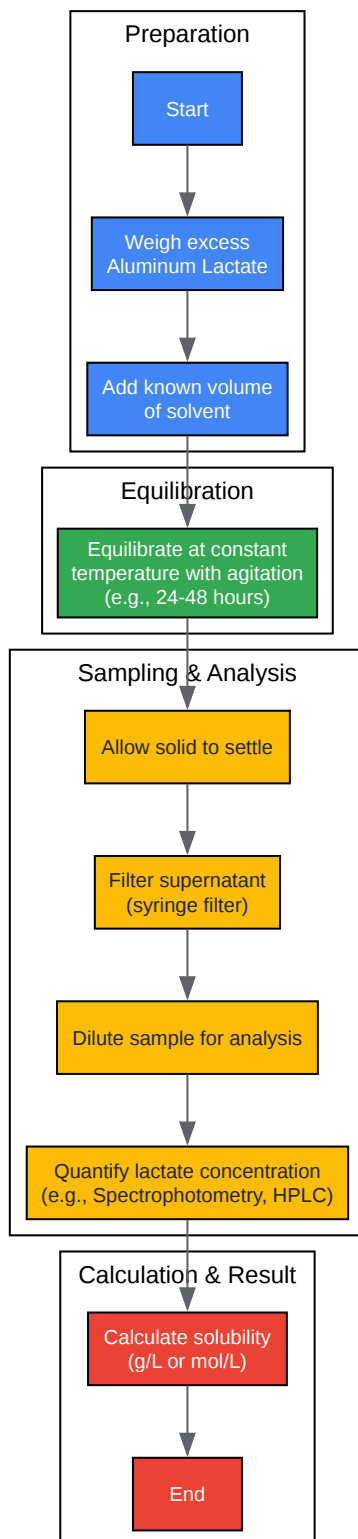 Preparation
Start
Weigh excess
Aluminum Lactate
Add known volume
of solvent
Equilibration
Equilibrate at constant
temperature with agitation
(e.g., 24-48 hours)
Sampling & Analysis
Allow solid to settle
Filter supernatant
(syringe filter)
Dilute sample for analysis
Quantify lactate concentration
(e.g., Spectrophotometry, HPLC)
Calculation & Result
Calculate solubility
(g/L or mol/L)
End